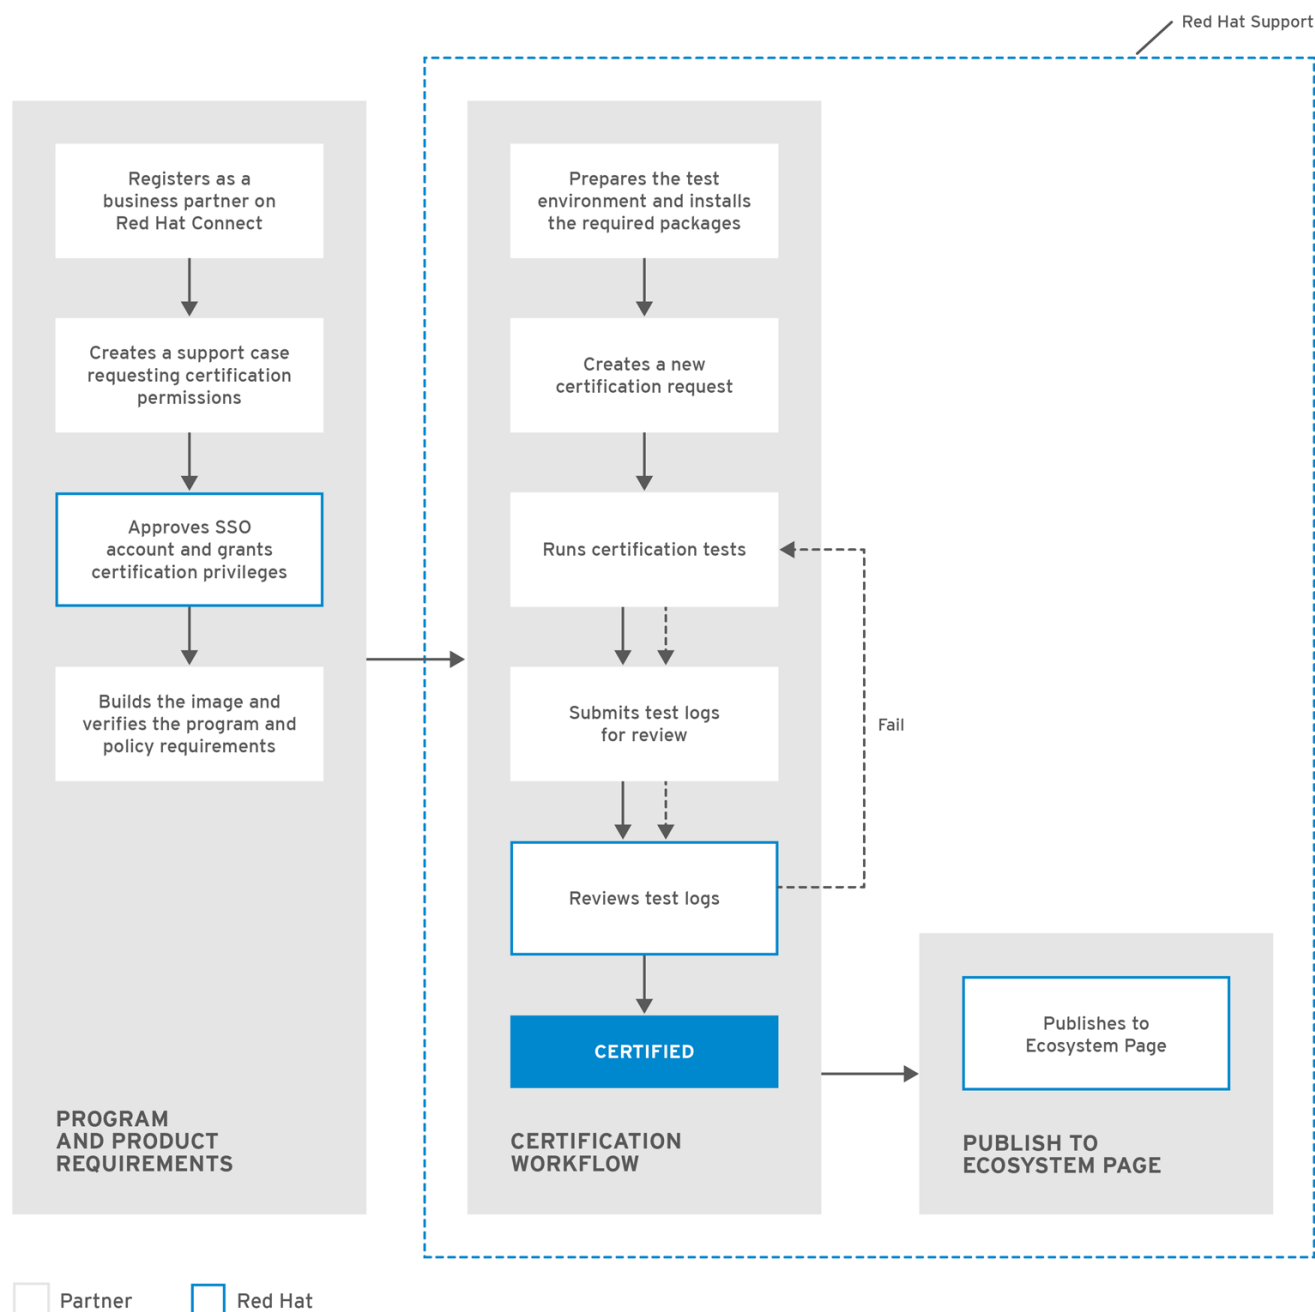 Red Hat Support
Registers as a
business partner on
Red Hat Connect
Creates a support case
requesting certification
permissions
Approves SSO
account and grants
certification privileges
Builds the image and
verifies the program and
policy requirements
PROGRAM
AND PRODUCT
REQUIREMENTS
Prepares the test
environment and installs
the required packages
Creates a new
certification request
Runs certification tests
Submits test logs
for review
Fail
Reviews test logs
CERTIFIED
CERTIFICATION
WORKFLOW
Publishes to
Ecosystem Page
PUBLISH TO
ECOSYSTEM PAGE
Partner
Red Hat